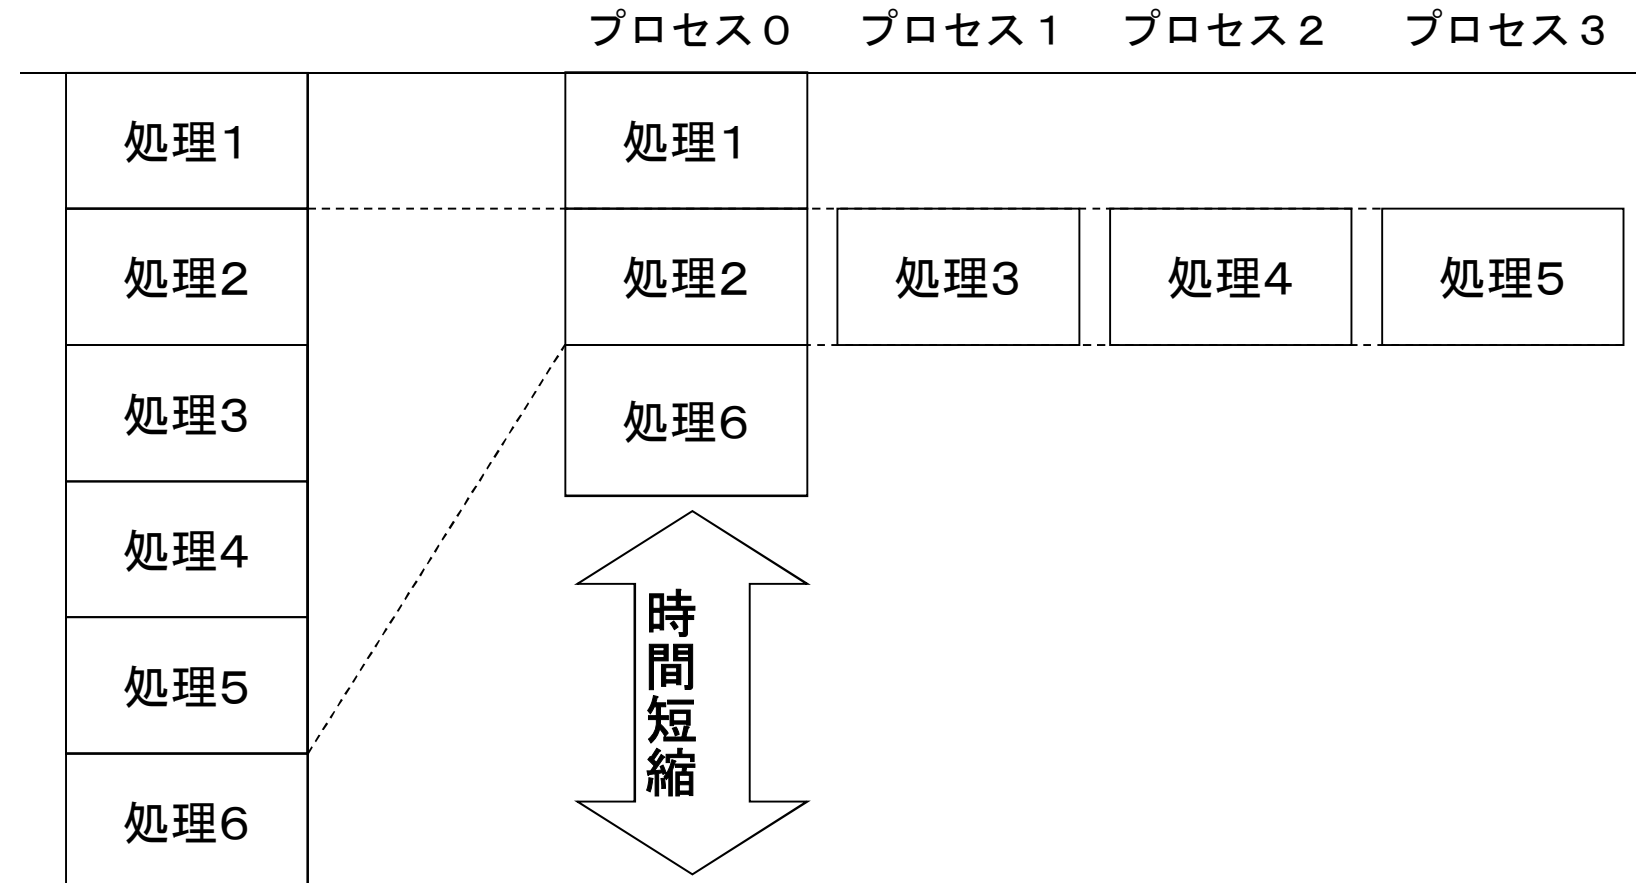 プロセス０ プロセス１ プロセス２ プロセス３
処理1 処理1
処理2 処理2 処理3 処理4 処理5
処理3 処理6
処理4
処理5
処理6
時間短縮